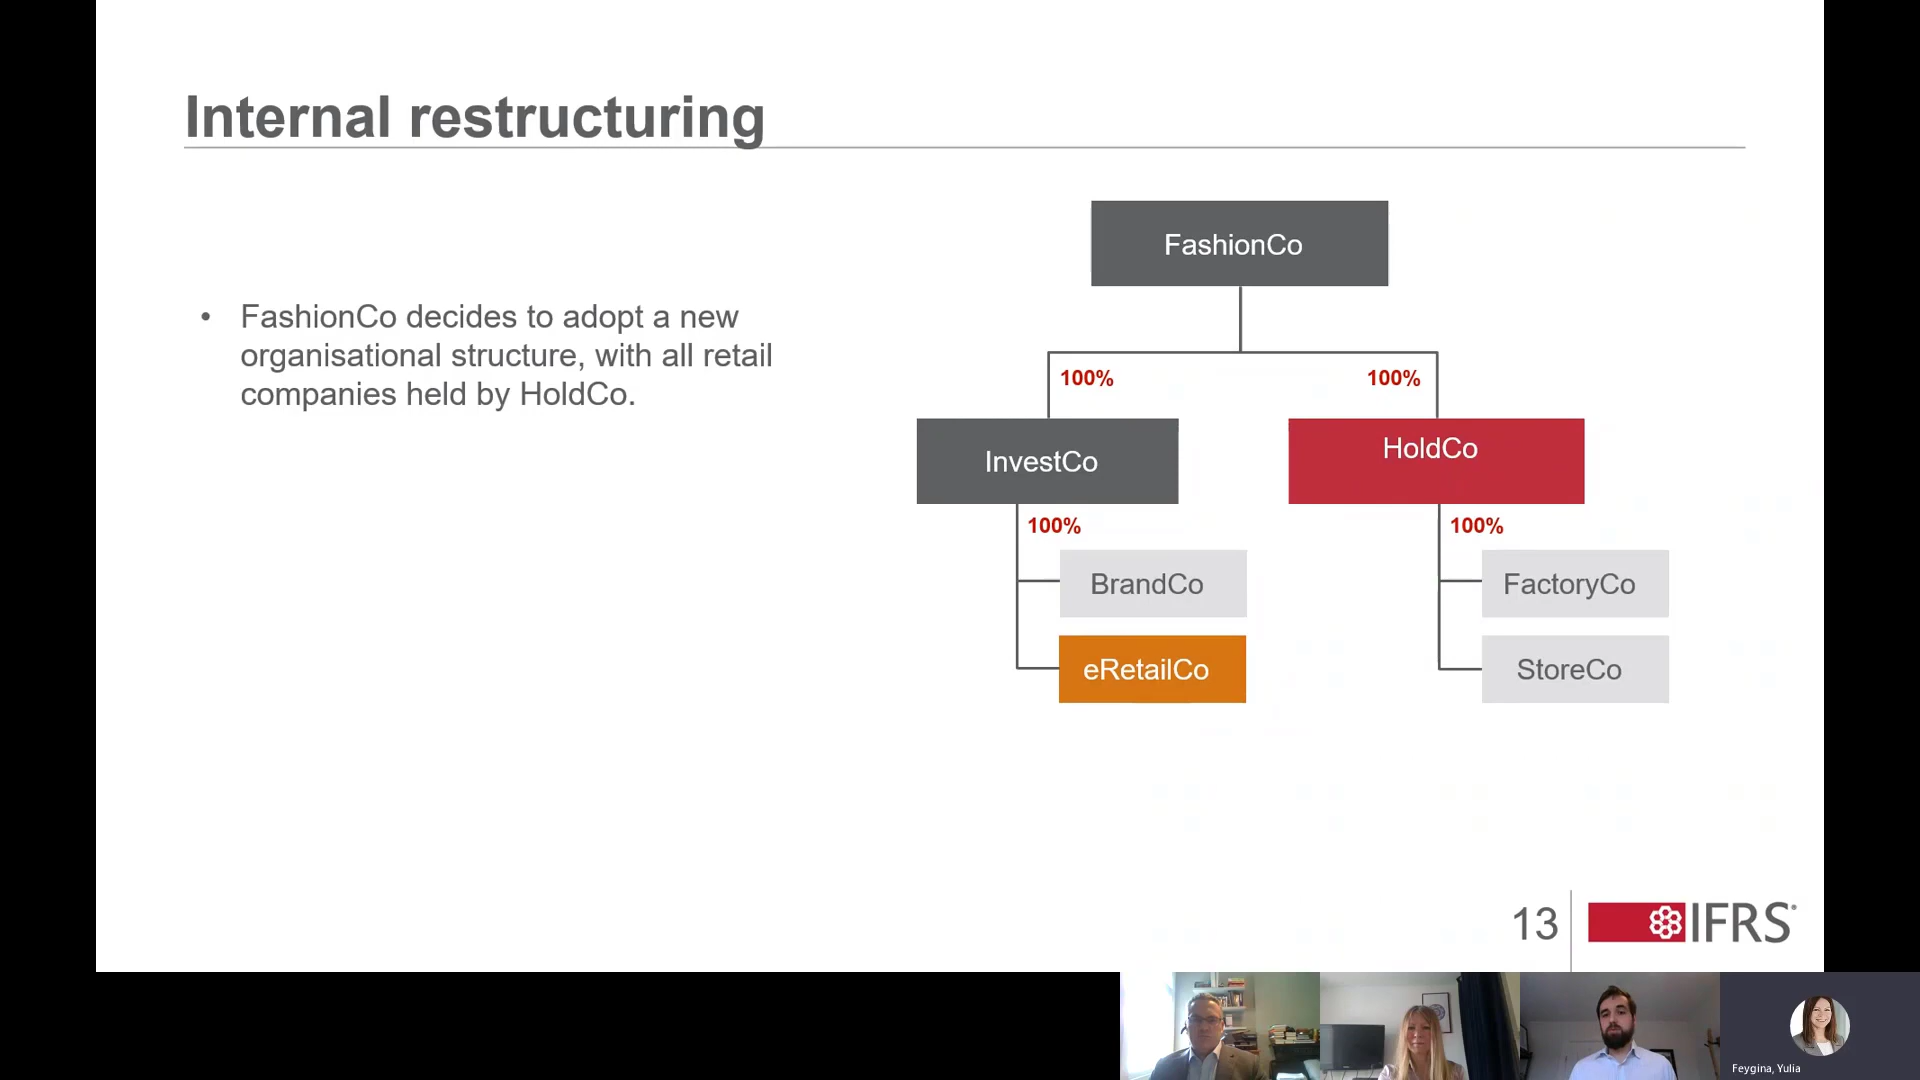 Internal restructuring
• FashionCo decides to adopt a new
organisational structure, with all retail
companies held by HoldCo.
FashionCo
100%
100%
InvestCo
HoldCo
100%
100%
BrandCo
FactoryCo
eRetailCo
StoreCo
13
IFRS
Feygina, Yulia